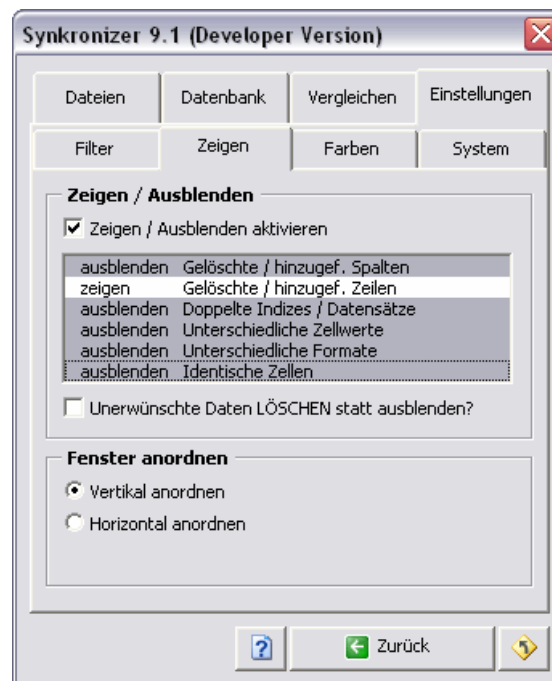 Synkronizer 9.1 (Developer Version)
Dateien
Datenbank
Vergleichen
Einstellungen
Filter
Zeigen
Farben
System
Zeigen / Ausblenden
Zeigen / Ausblenden aktivieren
ausblenden Gelöschte / hinzugef. Spalten
zeigen Gelöschte / hinzugef. Zeilen
ausblenden Doppelte Indizes / Datensätze
ausblenden Unterschiedliche Zellwerte
ausblenden Unterschiedliche Formate
ausblenden Identische Zellen
Unerwünschte Daten LÖSCHEN statt ausblenden?
Fenster anordnen
Vertikal anordnen
Horizontal anordnen
Zurück